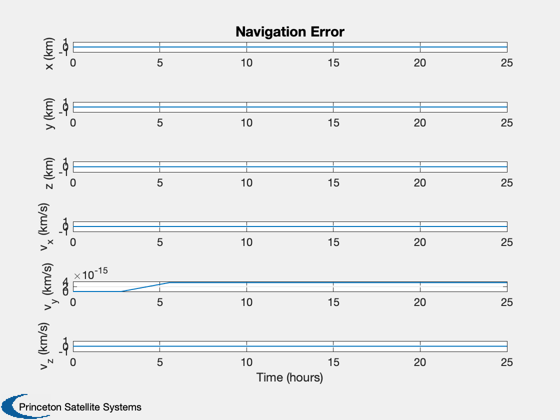 Navigation Error
x (km)
1
0
-1
0 5 10 15 20 25
y (km)
1
0
-1
0 5 10 15 20 25
z (km)
1
0
-1
0 5 10 15 20 25
v_x (km/s)
1
0
-1
0 5 10 15 20 25
×10^-15
v_y (km/s)
4
2
0
0 5 10 15 20 25
v_z (km/s)
1
0
-1
0 5 10 15 20 25
Time (hours)
Princeton Satellite Systems